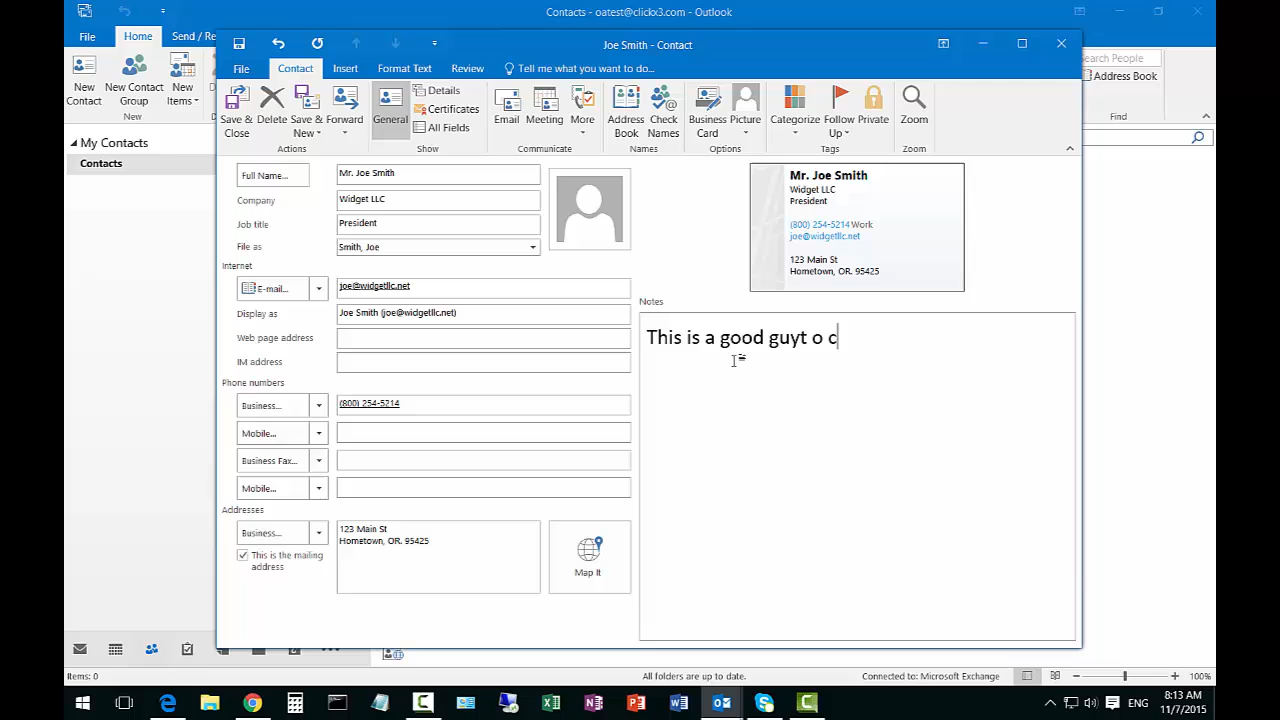 Contacts - oatest@clickx3.com - Outlook
File
Home
Send / Re
New Contact
New Contact Group
New Items
New
D
Search People
Address Book
Find
My Contacts
Contacts
Joe Smith - Contact
File
Contact
Insert
Format Text
Review
Tell me what you want to do...
Save & Close
Delete
Save & New
Forward
Actions
General
Details
Certificates
All Fields
Show
Email
Meeting
More
Communicate
Address Book
Check Names
Names
Business Card
Picture
Options
Categorize
Follow Up
Private
Tags
Zoom
Zoom
Full Name...
Mr. Joe Smith
Company
Widget LLC
Job title
President
File as
Smith, Joe
Internet
E-mail...
joe@widgetllc.net
Display as
Joe Smith (joe@widgetllc.net)
Web page address
IM address
Phone numbers
Business...
(800) 254-5214
Mobile...
Business Fax...
Mobile...
Addresses
Business...
123 Main St
Hometown, OR. 95425
This is the mailing
address
Map It
Mr. Joe Smith
Widget LLC
President
(800) 254-5214 Work
joe@widgetllc.net
123 Main St
Hometown, OR. 95425
Notes
This is a good guyt o c
Items: 0
All folders are up to date.
Connected to: Microsoft Exchange
100%
ENG
8:13 AM
11/7/2015